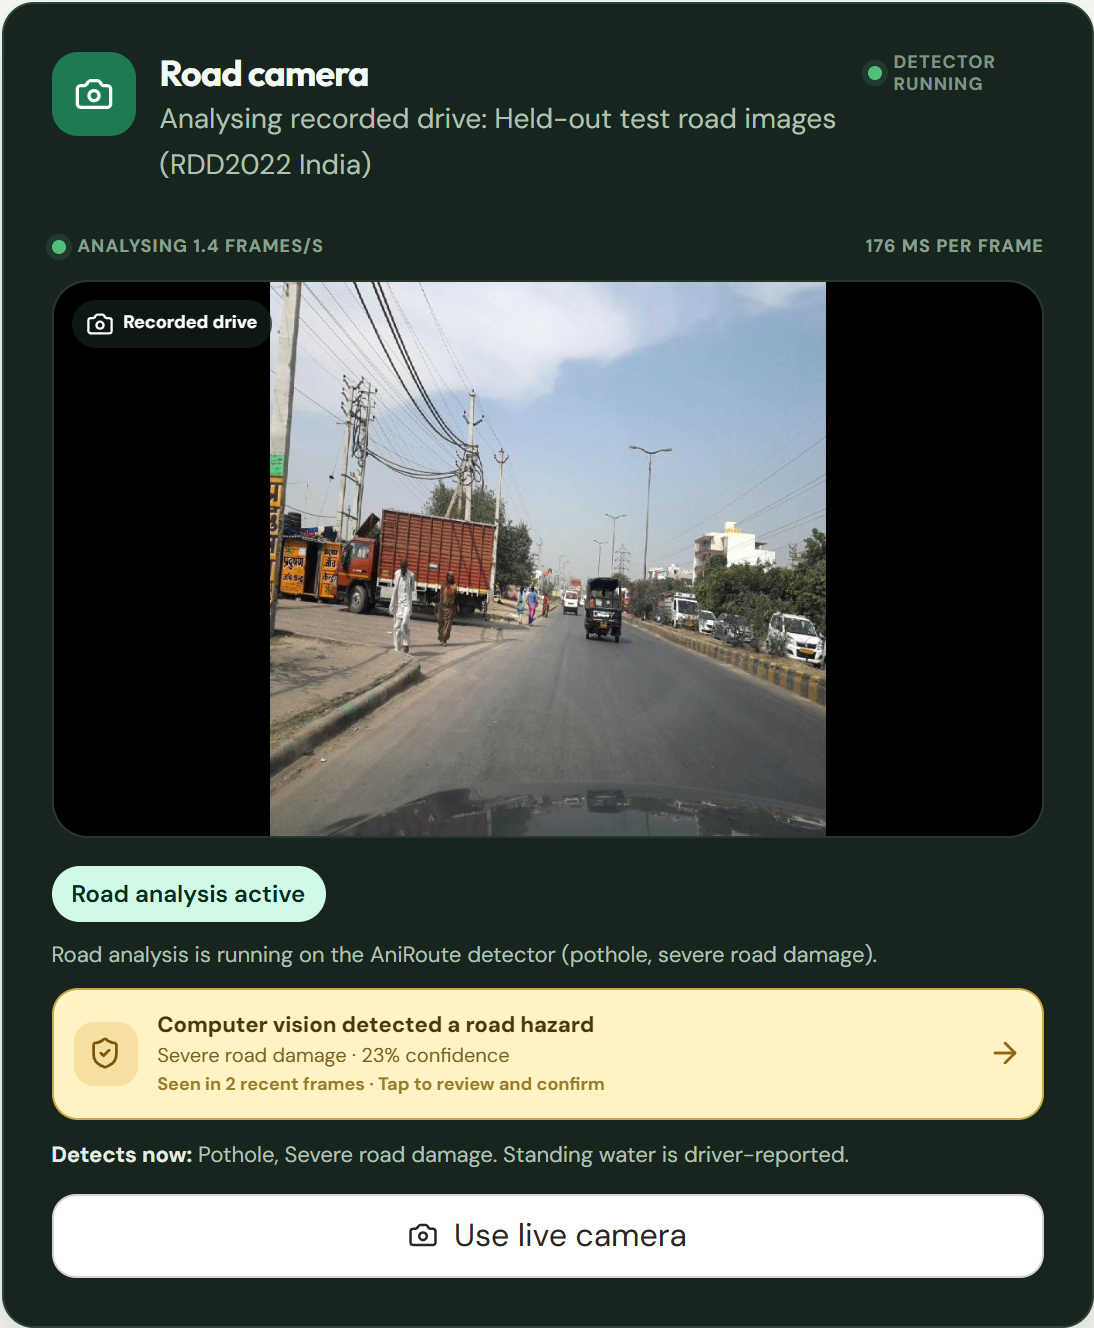 Road camera
DETECTOR
RUNNING
Analysing recorded drive: Held-out test road images
(RDD2022 India)
ANALYSING 1.4 FRAMES/S
176 MS PER FRAME
Recorded drive
प्रदूषण
जाँच केन्द्र
Road analysis active
Road analysis is running on the AniRoute detector (pothole, severe road damage).
Computer vision detected a road hazard
Severe road damage · 23% confidence
Seen in 2 recent frames · Tap to review and confirm
Detects now: Pothole, Severe road damage. Standing water is driver-reported.
Use live camera